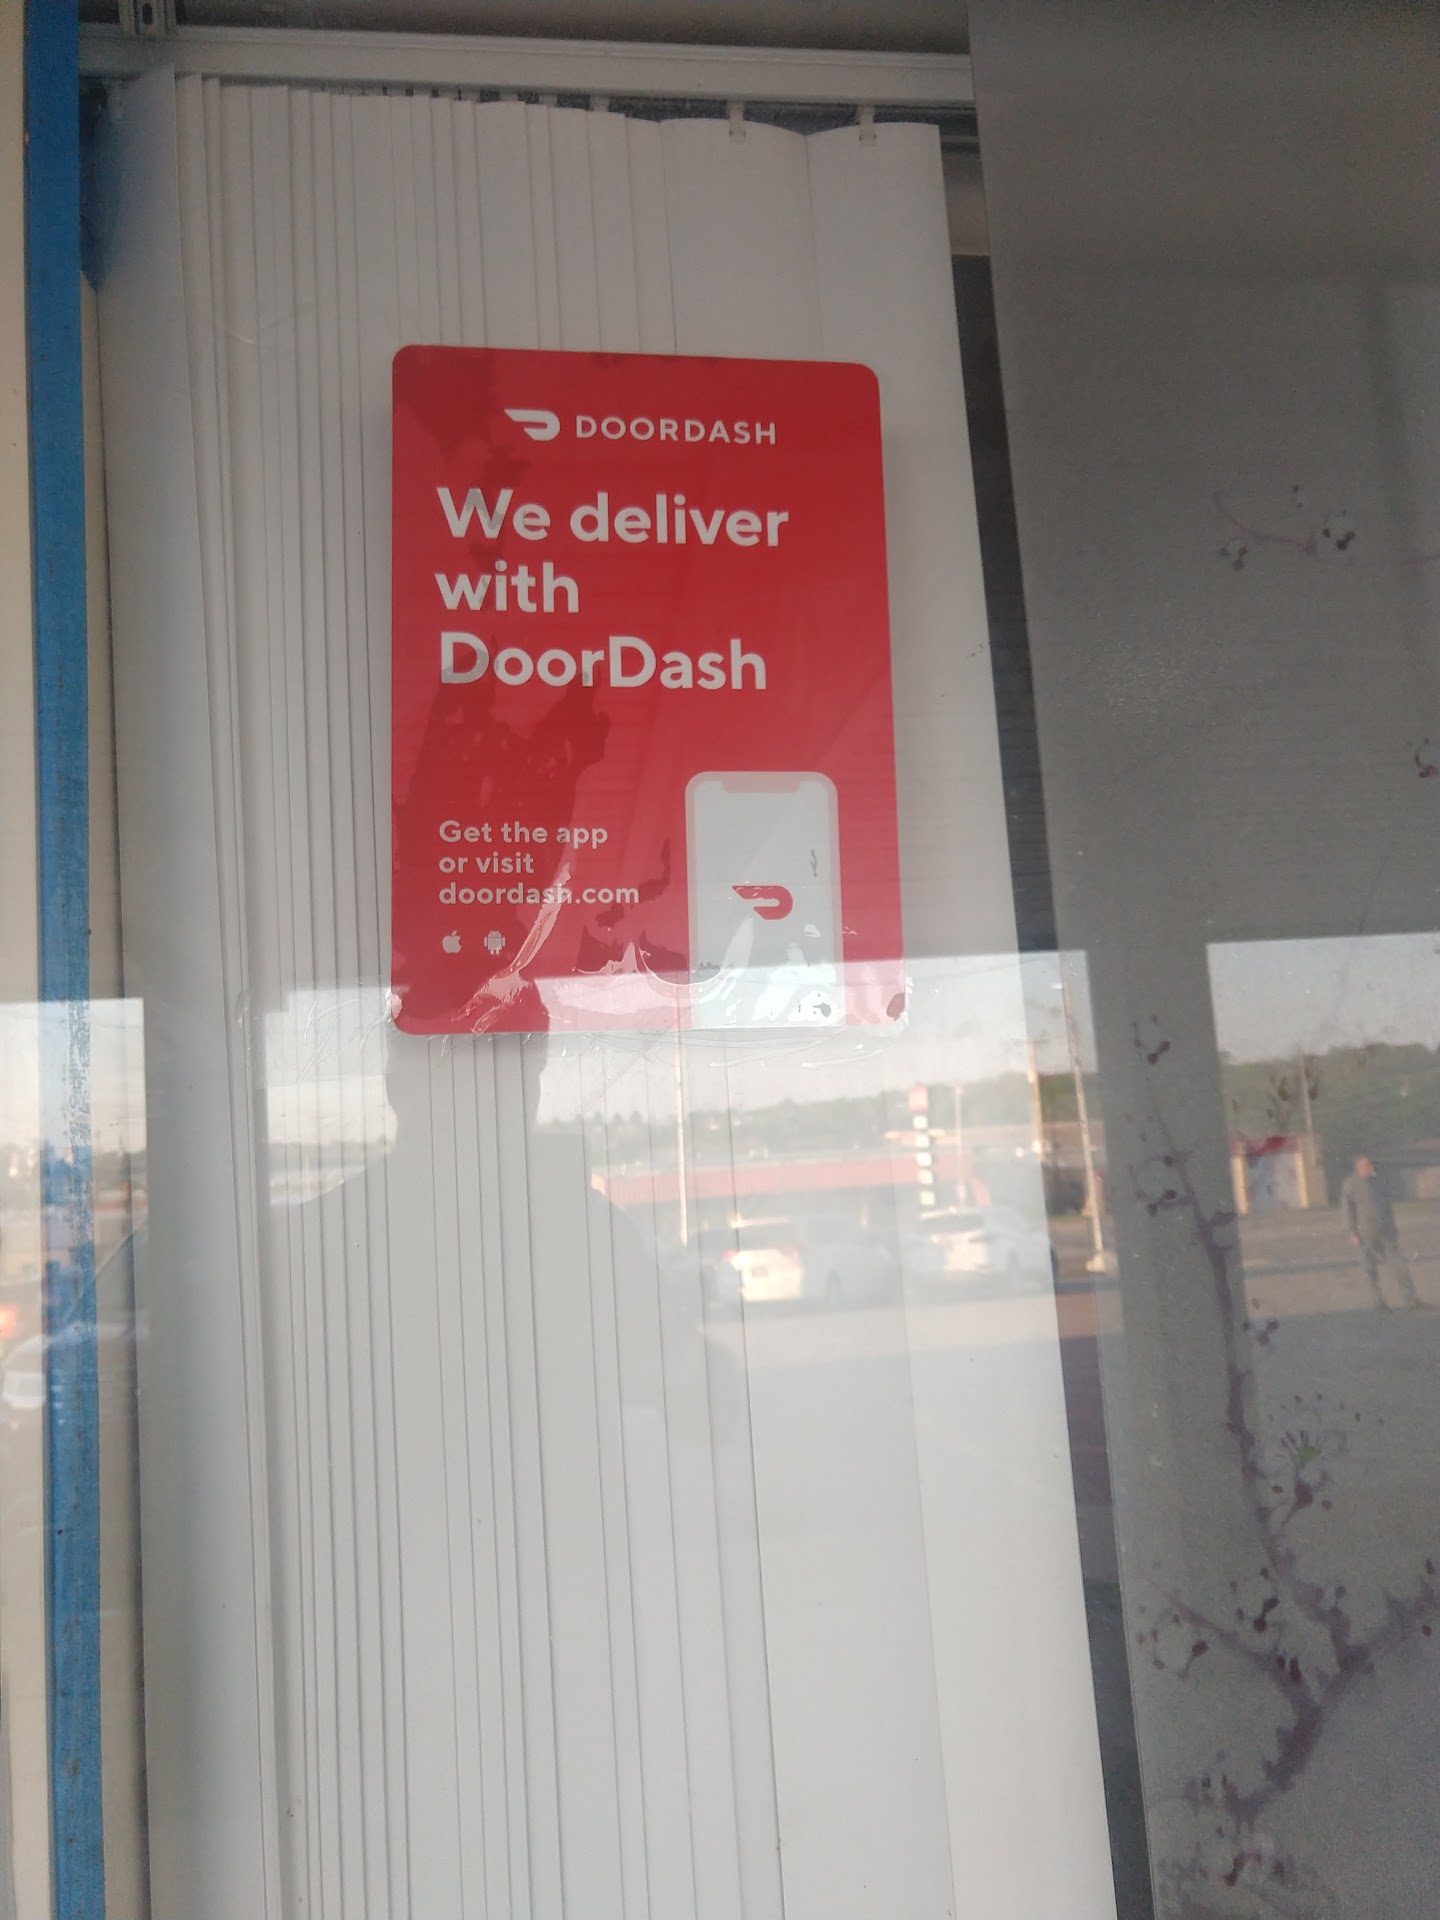 DOORDASH
We deliver
with
DoorDash
Get the app
or visit
doordash.com